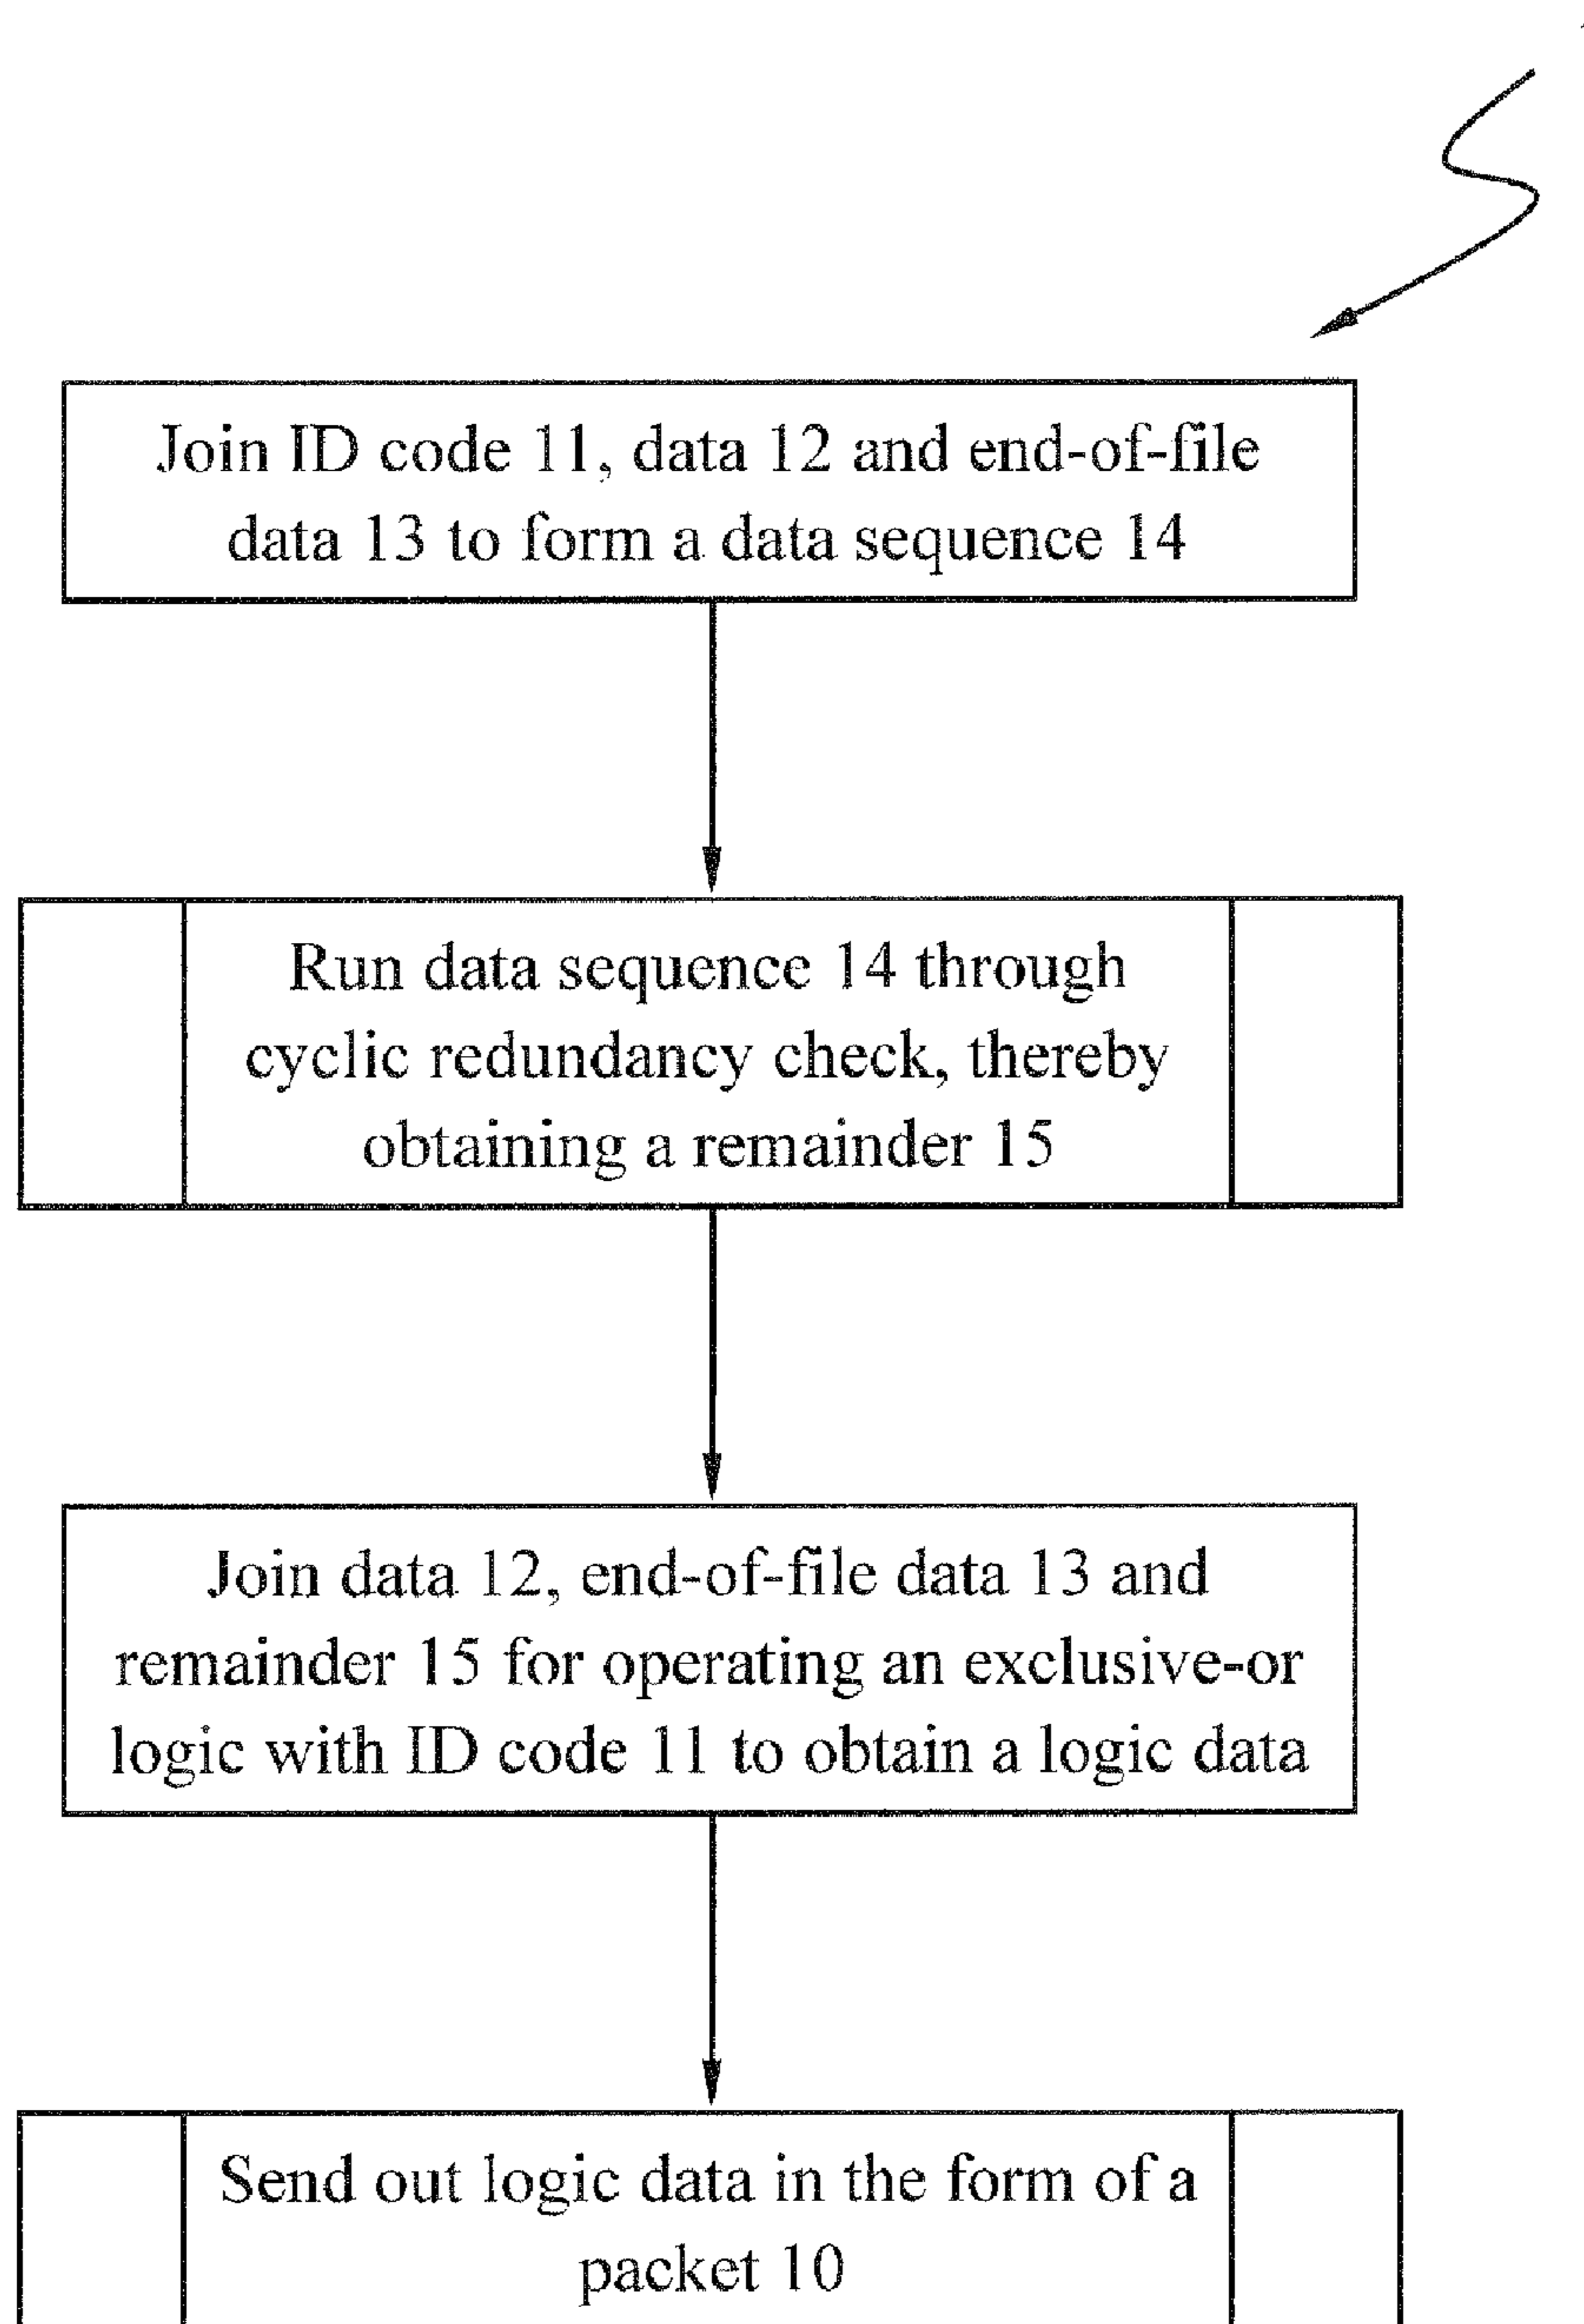 Join ID code 11, data 12 and end-of-file
data 13 to form a data sequence 14
Run data sequence 14 through
cyclic redundancy check, thereby
obtaining a remainder 15
Join data 12, end-of-file data 13 and
remainder 15 for operating an exclusive-or
logic with ID code 11 to obtain a logic data
Send out logic data in the form of a
packet 10